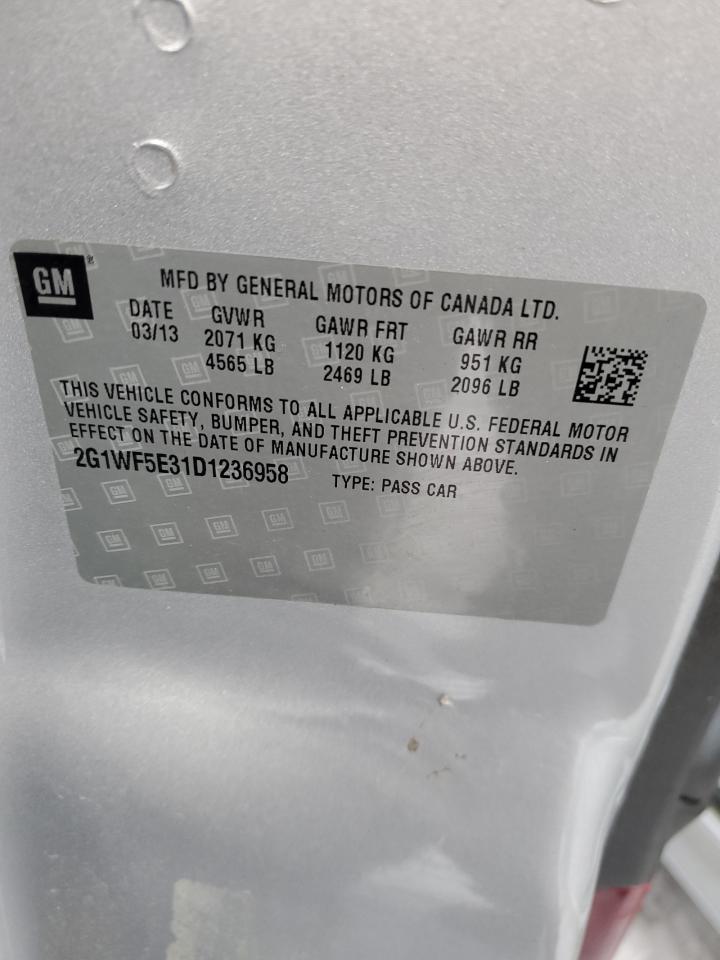 GM®
MFD BY GENERAL MOTORS OF CANADA LTD.
DATE GVWR GAWR FRT GAWR RR
03/13 2071 KG 1120 KG 951 KG
4565 LB 2469 LB 2096 LB
THIS VEHICLE CONFORMS TO ALL APPLICABLE U.S. FEDERAL MOTOR
VEHICLE SAFETY, BUMPER, AND THEFT PREVENTION STANDARDS IN
EFFECT ON THE DATE OF MANUFACTURE SHOWN ABOVE.
2G1WF5E31D1236958 TYPE: PASS CAR